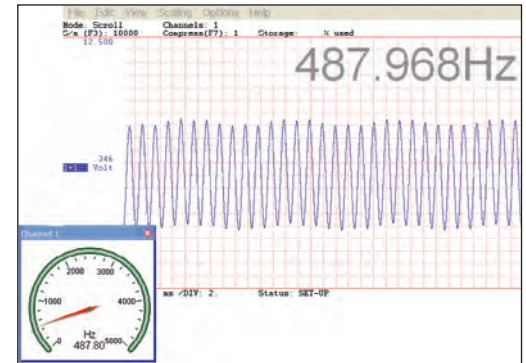 File Edit View Scaling Options Help
Mode: Scroll Channels: 1
S/s (F3): 10000 Compress(F7): 1 Storage: % used
12.500
487.968Hz
346
Volt
Channel 1
ms /DIV: 2. Status: SET-UP
2000 3000
1000 4000
0 5000
Hz
487.80